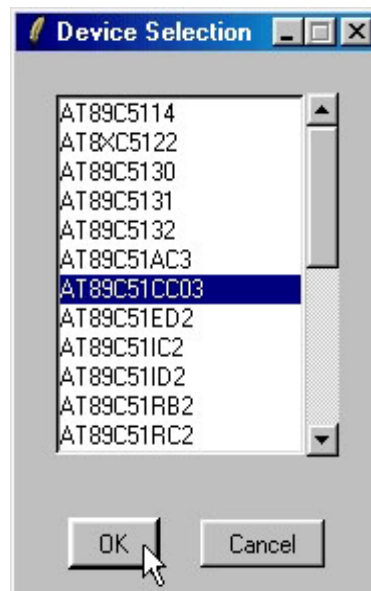 Device Selection
AT89C5114
AT8XC5122
AT89C5130
AT89C5131
AT89C5132
AT89C51AC3
AT89C51CC03
AT89C51ED2
AT89C51IC2
AT89C51ID2
AT89C51RB2
AT89C51RC2
OK Cancel